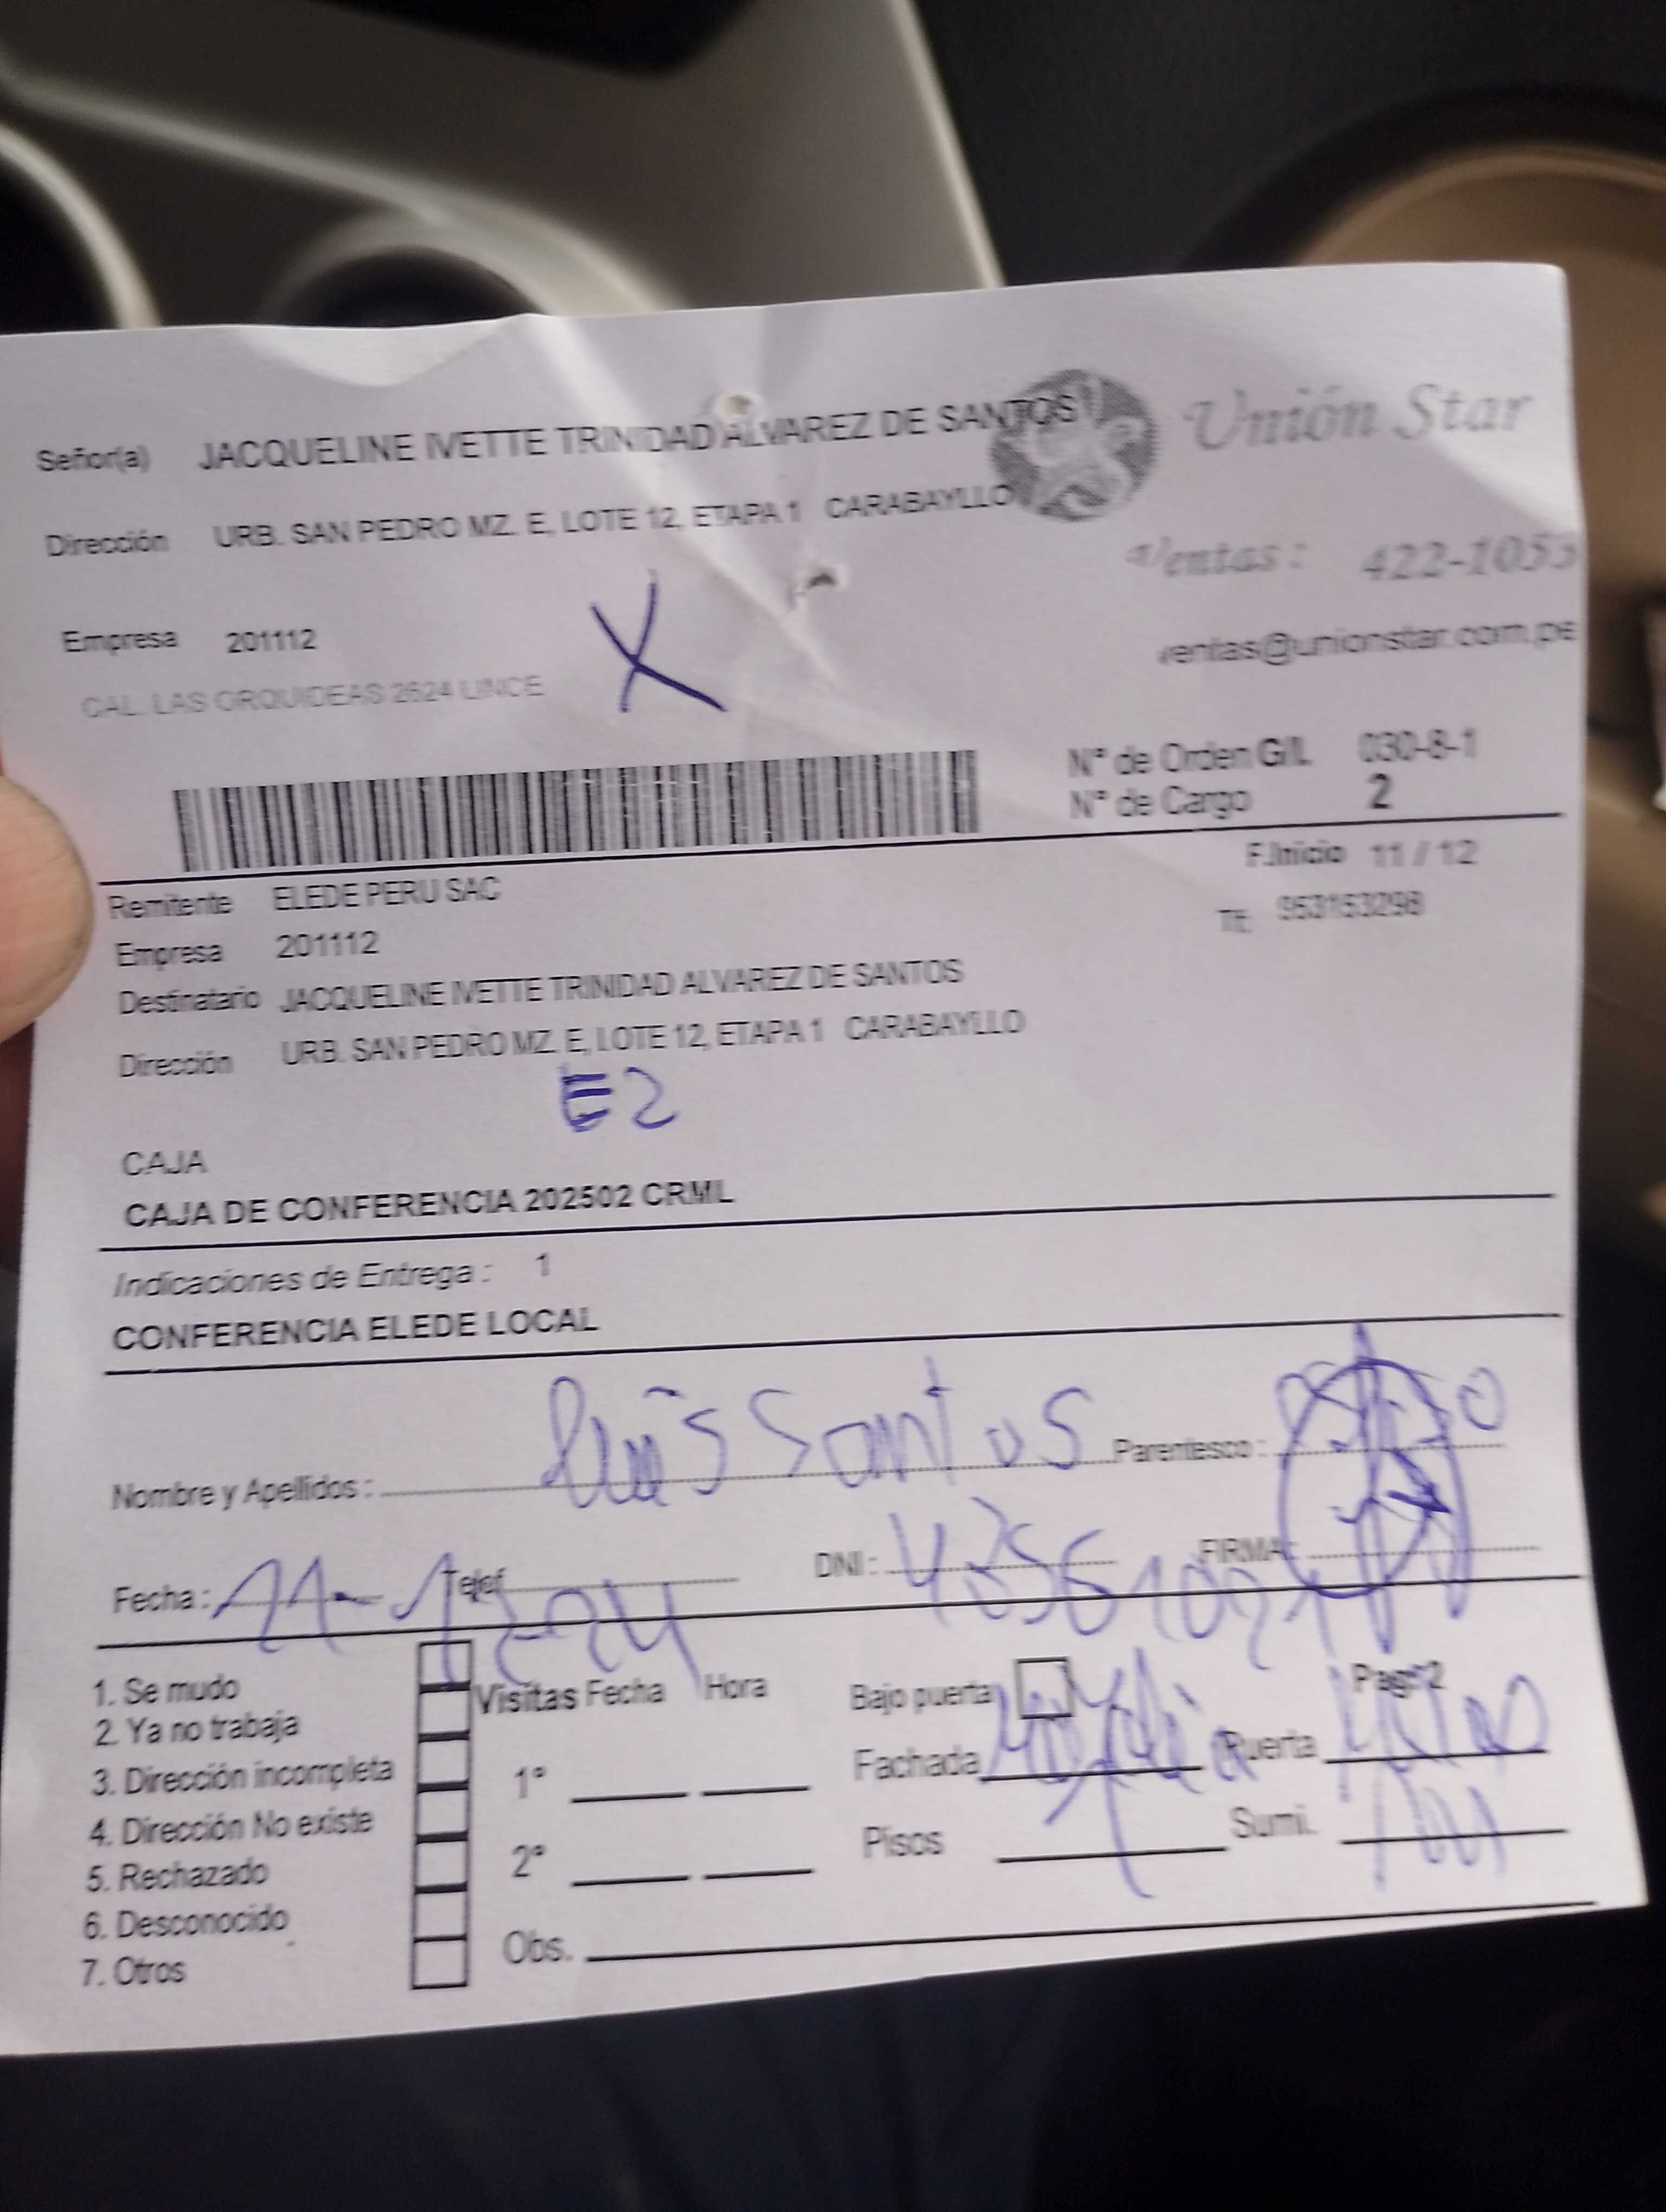 Señor(a) JACQUELINE IVETTE TRINIDAD ALVAREZ DE SANTOS
Unión Star
Dirección URB. SAN PEDRO MZ. E, LOTE 12, ETAPA 1 CARABAYLLO
Ventas : 422-1053
Empresa 201112
ventas@unionstar.com.pe
CAL. LAS ORQUIDEAS 2624 LINCE
X
N° de Orden G/L 030-8-1
N° de Cargo 2
F.Inicio 11 / 12
Remitente ELEDE PERU SAC
Tlf: 953153298
Empresa 201112
Destinatario JACQUELINE IVETTE TRINIDAD ALVAREZ DE SANTOS
Dirección URB. SAN PEDRO MZ. E, LOTE 12, ETAPA 1 CARABAYLLO
E2
CAJA
CAJA DE CONFERENCIA 202502 CRML
Indicaciones de Entrega : 1
CONFERENCIA ELEDE LOCAL
Nombre y Apellidos : Luis Santos Parentesco :
Fecha : 11-12-24 Telef DNI : FIRMA :
1. Se mudo
2. Ya no trabaja
3. Dirección incompleta
4. Dirección No existe
5. Rechazado
6. Desconocido
7. Otros
Visitas Fecha Hora
1°
2°
Obs.
Bajo puerta Pag: 2
Fachada Puerta
Pisos Sumi.